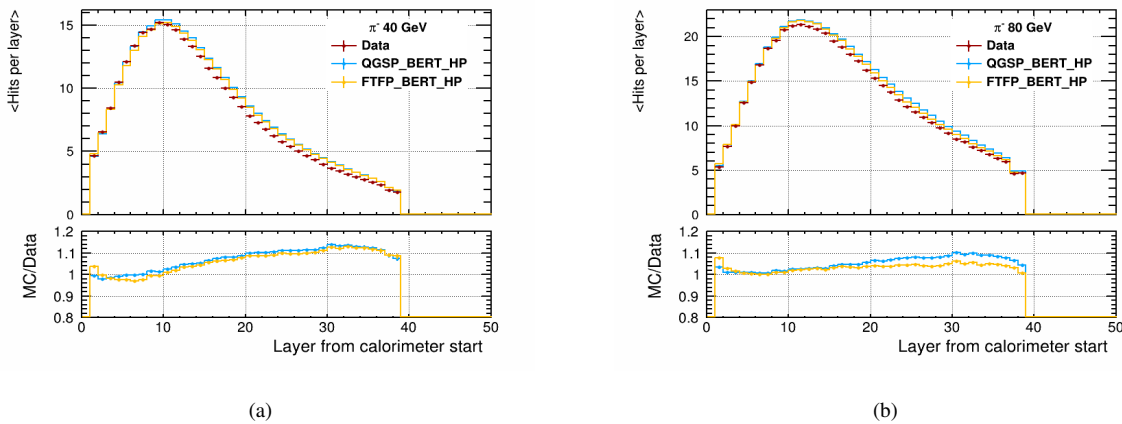 <Hits per layer>
15
10
5
0
π⁻ 40 GeV
Data
QGSP_BERT_HP
FTFP_BERT_HP
MC/Data
1.2
1.1
1
0.9
0.8
0 10 20 30 40 50
Layer from calorimeter start
(a)
<Hits per layer>
20
15
10
5
0
π⁻ 80 GeV
Data
QGSP_BERT_HP
FTFP_BERT_HP
MC/Data
1.2
1.1
1
0.9
0.8
0 10 20 30 40 50
Layer from calorimeter start
(b)